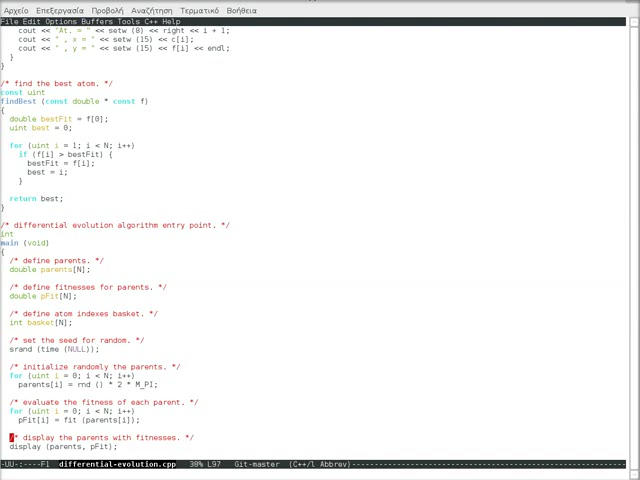 Αρχείο Επεξεργασία Προβολή Αναζήτηση Τερματικό Βοήθεια
File Edit Options Buffers Tools C++ Help
cout << "At. = " << setw (8) << right << i + 1;
cout << " , x = " << setw (15) << c[i];
cout << " , y = " << setw (15) << f[i] << endl;
}
}
/* find the best atom. */
const uint
findBest (const double * const f)
{
double bestFit = f[0];
uint best = 0;
for (uint i = 1; i < N; i++)
if (f[i] > bestFit) {
bestFit = f[i];
best = i;
}
return best;
}
/* differential evolution algorithm entry point. */
int
main (void)
{
/* define parents. */
double parents[N];
/* define fitnesses for parents. */
double pFit[N];
/* define atom indexes basket. */
int basket[N];
/* set the seed for random. */
srand (time (NULL));
/* initialize randomly the parents. */
for (uint i = 0; i < N; i++)
parents[i] = rnd () * 2 * M_PI;
/* evaluate the fitness of each parent. */
for (uint i = 0; i < N; i++)
pFit[i] = fit (parents[i]);
/* display the parents with fitnesses. */
display (parents, pFit);
-UU-:----F1 differential-evolution.cpp 38% L97 Git-master (C++/l Abbrev)